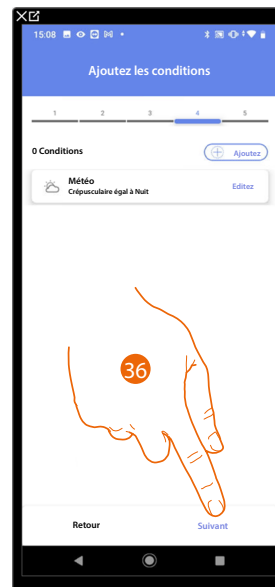 15:08
Ajoutez les conditions
1 2 3 4 5
0 Conditions
Ajoutez
Météo
Crépusculaire égal à Nuit
Editez
36
Retour
Suivant